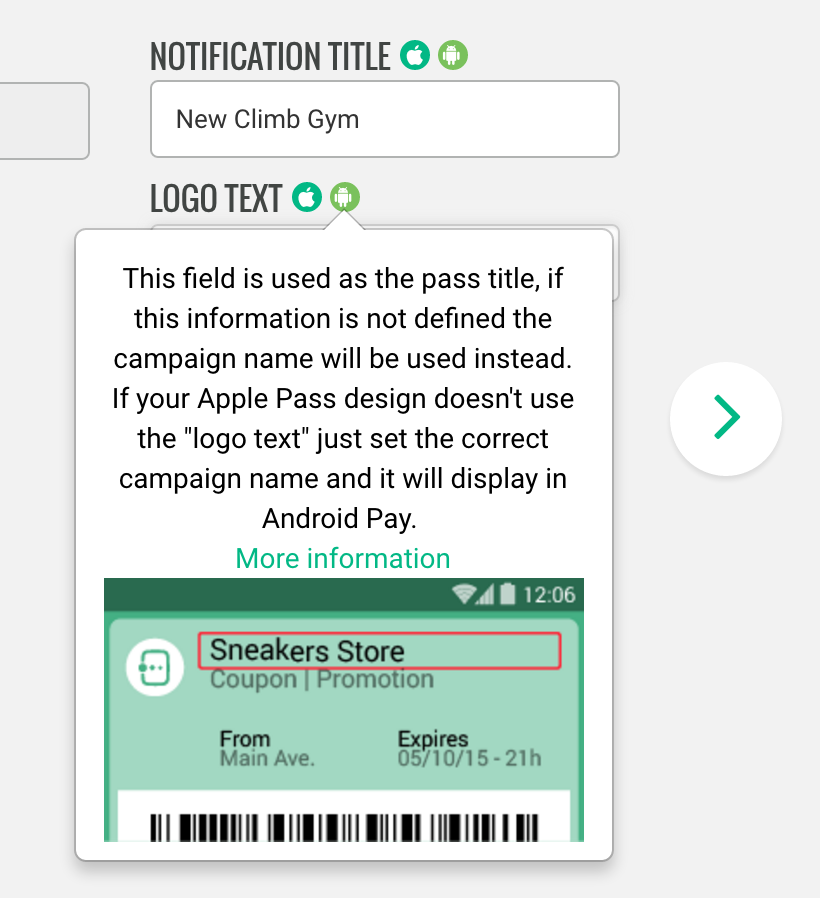 NOTIFICATION TITLE
New Climb Gym
LOGO TEXT
This field is used as the pass title, if
this information is not defined the
campaign name will be used instead.
If your Apple Pass design doesn't use
the "logo text" just set the correct
campaign name and it will display in
Android Pay.
More information
12:06
Sneakers Store
Coupon | Promotion
From
Expires
Main Ave.
05/10/15 - 21h